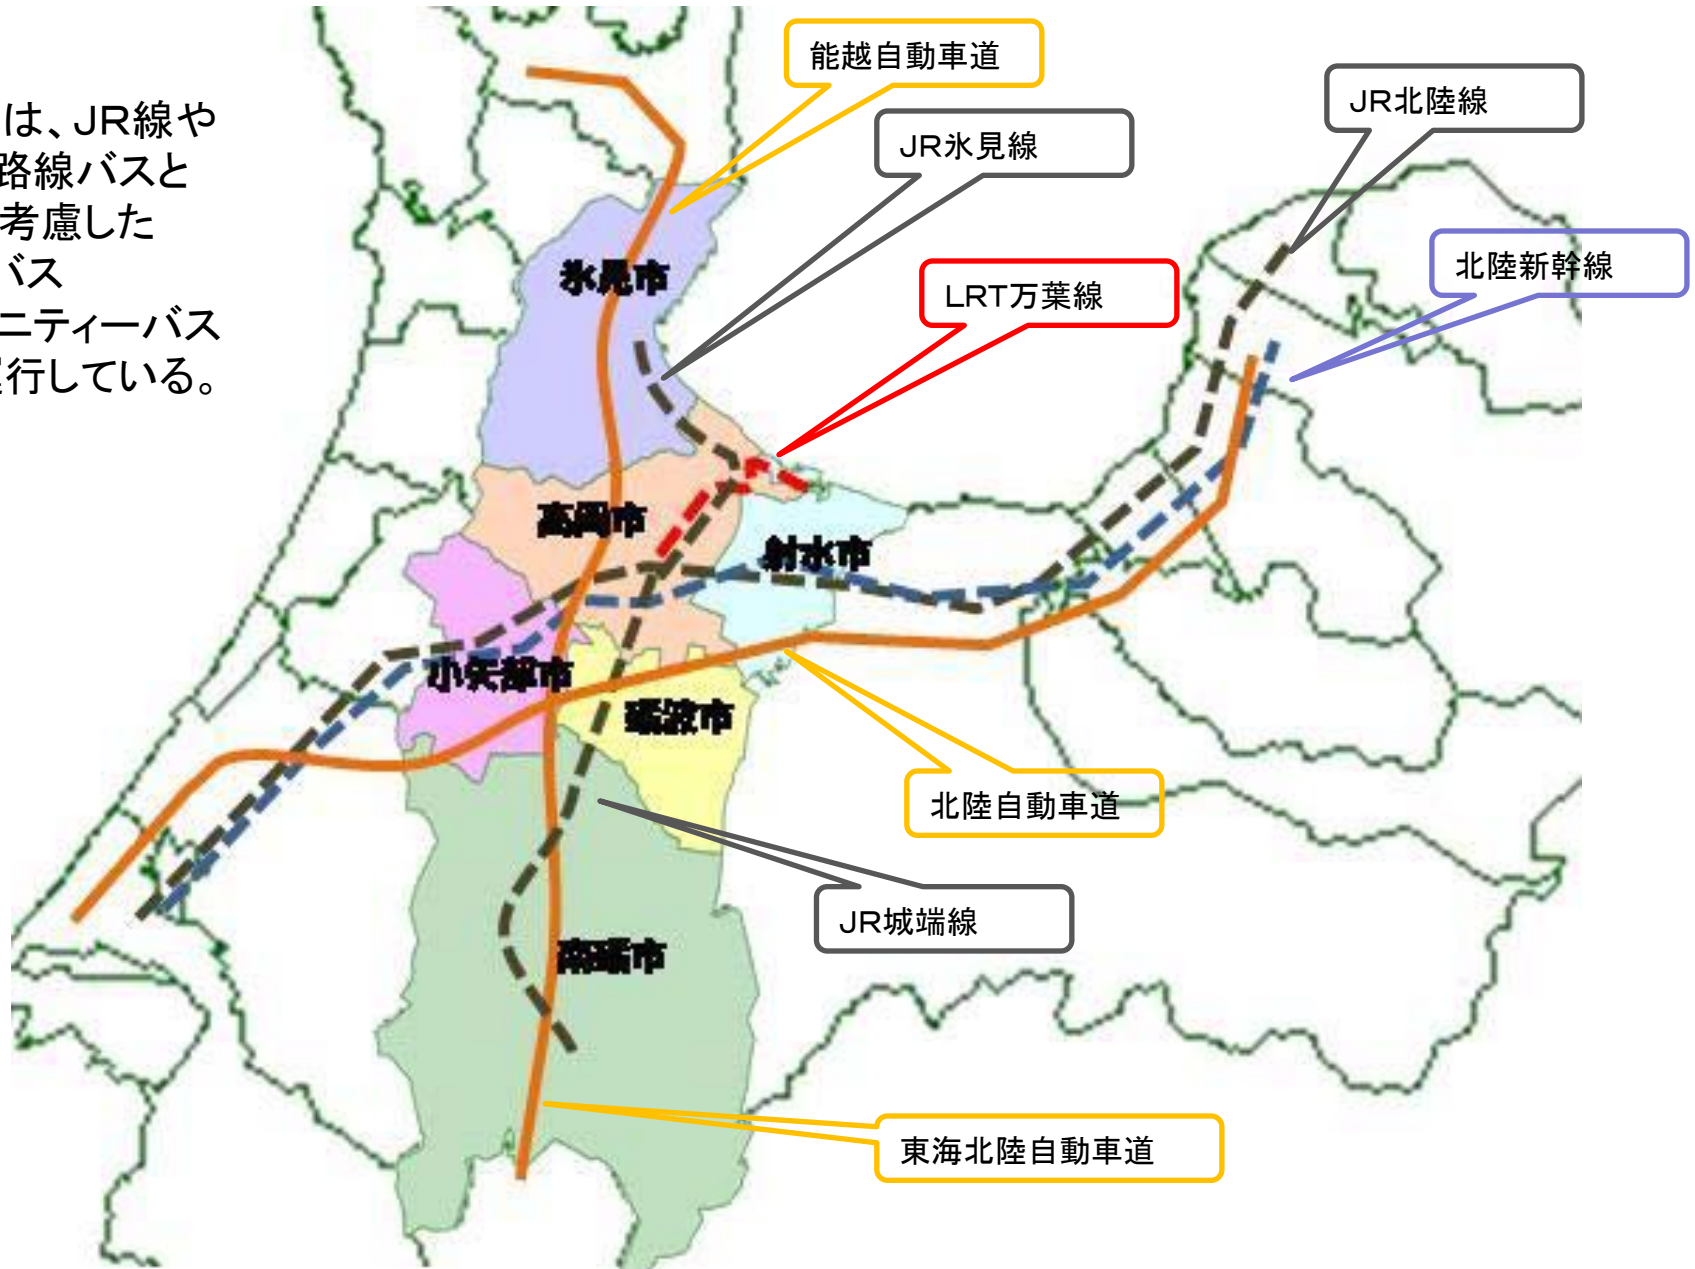 は、JR線や
路線バスと
考慮した
バス
ニティーバス
運行している。
能越自動車道
JR氷見線
JR北陸線
LRT万葉線
北陸新幹線
氷見市
高岡市
射水市
小矢部市
砺波市
北陸自動車道
JR城端線
南砺市
東海北陸自動車道